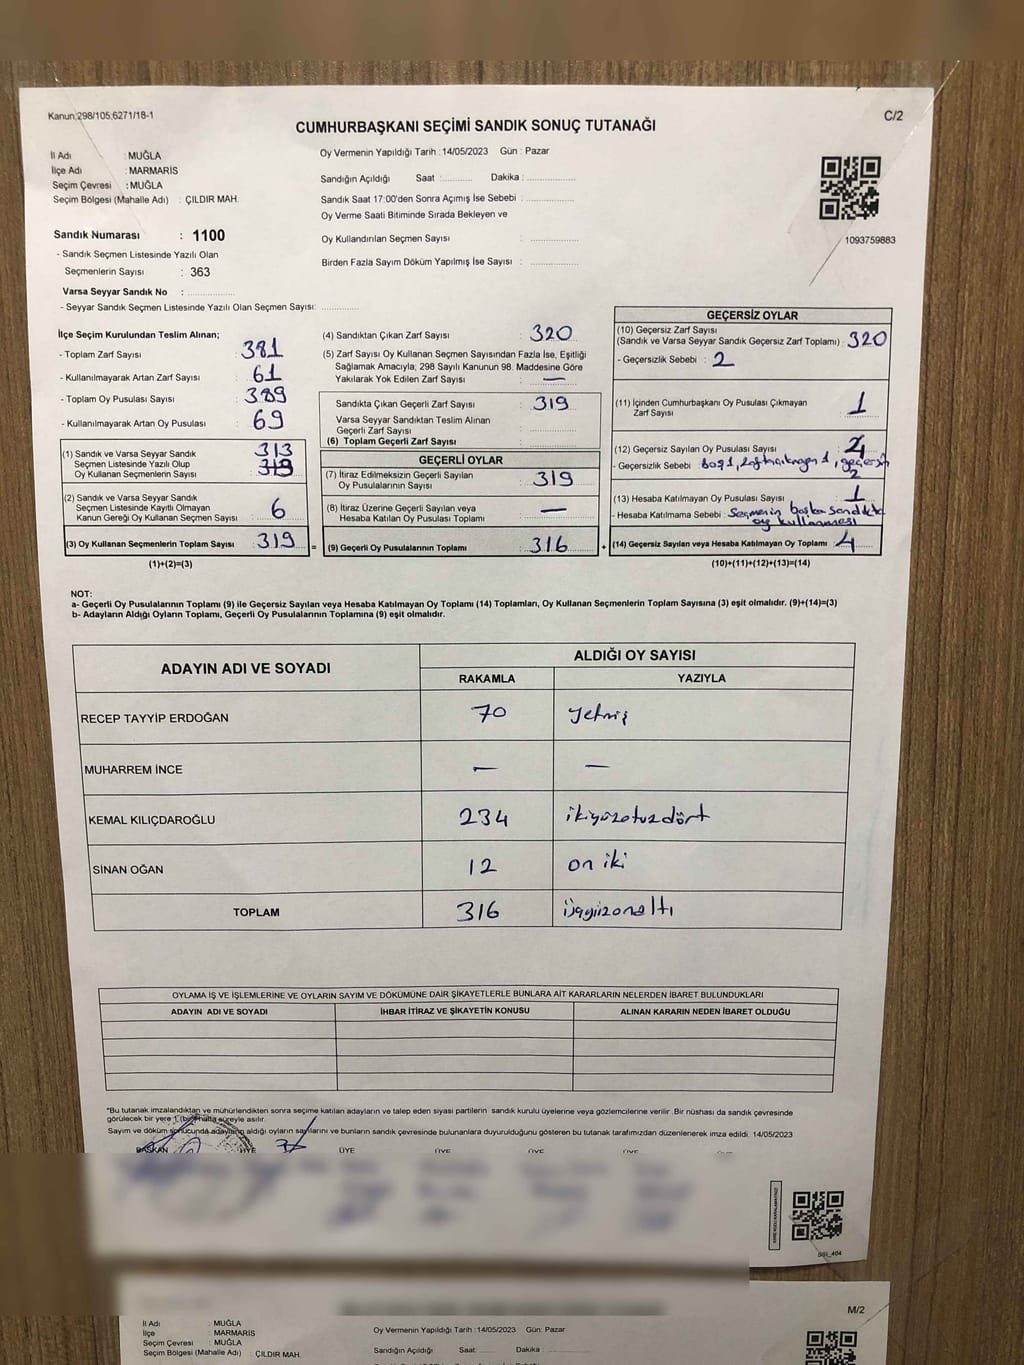 Kanun:298/105;6271/18-1
C/2
CUMHURBAŞKANI SEÇİMİ SANDIK SONUÇ TUTANAĞI
İl Adı : MUĞLA
İlçe Adı : MARMARİS
Seçim Çevresi : MUĞLA
Seçim Bölgesi (Mahalle Adı) : ÇILDIR MAH.
Sandık Numarası : 1100
- Sandık Seçmen Listesinde Yazılı Olan
Seçmenlerin Sayısı : 363
Varsa Seyyar Sandık No :
- Seyyar Sandık Seçmen Listesinde Yazılı Olan Seçmen Sayısı:
Oy Vermenin Yapıldığı Tarih : 14/05/2023 Gün : Pazar
Sandığın Açıldığı Saat : Dakika :
Sandık Saat 17:00'den Sonra Açımış İse Sebebi :
Oy Verme Saati Bitiminde Sırada Bekleyen ve
Oy Kullandırılan Seçmen Sayısı :
Birden Fazla Sayım Döküm Yapılmış İse Sayısı :
1093759883
İlçe Seçim Kurulundan Teslim Alınan;
- Toplam Zarf Sayısı : 381
- Kullanılmayarak Artan Zarf Sayısı : 61
- Toplam Oy Pusulası Sayısı : 389
- Kullanılmayarak Artan Oy Pusulası : 69
(1) Sandık ve Varsa Seyyar Sandık
Seçmen Listesinde Yazılı Olup
Oy Kullanan Seçmenlerin Sayısı : 313
(2) Sandık ve Varsa Seyyar Sandık
Seçmen Listesinde Kayıtlı Olmayan
Kanun Gereği Oy Kullanan Seçmen Sayısı : 6
(3) Oy Kullanan Seçmenlerin Toplam Sayısı : 319
(1)+(2)=(3)
(4) Sandıktan Çıkan Zarf Sayısı : 320
(5) Zarf Sayısı Oy Kullanan Seçmen Sayısından Fazla İse, Eşitliği
Sağlamak Amacıyla; 298 Sayılı Kanunun 98. Maddesine Göre
Yakılarak Yok Edilen Zarf Sayısı : —
Sandıkta Çıkan Geçerli Zarf Sayısı : 319
Varsa Seyyar Sandıktan Teslim Alınan
Geçerli Zarf Sayısı :
(6) Toplam Geçerli Zarf Sayısı :
GEÇERLİ OYLAR
(7) İtiraz Edilmeksizin Geçerli Sayılan
Oy Pusulalarının Sayısı : 319
(8) İtiraz Üzerine Geçerli Sayılan veya
Hesaba Katılan Oy Pusulası Toplamı : —
= (9) Geçerli Oy Pusulalarının Toplamı : 316 +
GEÇERSİZ OYLAR
(10) Geçersiz Zarf Sayısı
(Sandık ve Varsa Seyyar Sandık Geçersiz Zarf Toplamı) : 320
- Geçersizlik Sebebi : 2
(11) İçinden Cumhurbaşkanı Oy Pusulası Çıkmayan
Zarf Sayısı : 1
(12) Geçersiz Sayılan Oy Pusulası Sayısı :
- Geçersizlik Sebebi : boş 1, zaftan çıkmayan 1, geçersiz
2
(13) Hesaba Katılmayan Oy Pusulası Sayısı : 1
- Hesaba Katılmama Sebebi : Seçmenin başka sandıkta
oy kullanması
(14) Geçersiz Sayılan veya Hesaba Katılmayan Oy Toplamı : 4
(10)+(11)+(12)+(13)=(14)
NOT:
a- Geçerli Oy Pusulalarının Toplamı (9) ile Geçersiz Sayılan veya Hesaba Katılmayan Oy Toplamı (14) Toplamları, Oy Kullanan Seçmenlerin Toplam Sayısına (3) eşit olmalıdır. (9)+(14)=(3)
b- Adayların Aldığı Oyların Toplamı, Geçerli Oy Pusulalarının Toplamına (9) eşit olmalıdır.
ADAYIN ADI VE SOYADI
ALDIĞI OY SAYISI
RAKAMLA YAZIYLA
RECEP TAYYİP ERDOĞAN 70 yetmiş
MUHARREM İNCE — —
KEMAL KILIÇDAROĞLU 234 ikiyüzotuzdört
SİNAN OĞAN 12 on iki
TOPLAM 316 üçyüzonaltı
OYLAMA İŞ VE İŞLEMLERİNE VE OYLARIN SAYIM VE DÖKÜMÜNE DAİR ŞİKAYETLERLE BUNLARA AİT KARARLARIN NELERDEN İBARET BULUNDUKLARI
ADAYIN ADI VE SOYADI İHBAR İTİRAZ VE ŞİKAYETİN KONUSU ALINAN KARARIN NEDEN İBARET OLDUĞU
"Bu tutanak imzalandıktan ve mühürlendikten sonra seçime katılan adayların ve talep eden siyasi partilerin sandık kurulu üyelerine veya gözlemcilerine verilir .Bir nüshası da sandık çevresinde
görülecek bir yere 1 (bir) hafta süreyle asılır.
Sayım ve döküm sonucunda adayların aldığı oyların sayılarını ve bunların sandık çevresinde bulunanlara duyurulduğunu gösteren bu tutanak tarafımızdan düzenlenerek imza edildi. 14/05/2023
BAŞKAN ÜYE ÜYE ÜYE ÜYE ÜYE
SSI_404
M/2
İl Adı : MUĞLA
İlçe : MARMARİS
Seçim Çevresi : MUĞLA
Seçim Bölgesi (Mahalle Adı) : ÇILDIR MAH.
Oy Vermenin Yapıldığı Tarih : 14/05/2023 Gün: Pazar
Sandığın Açıldığı Saat: Dakika :